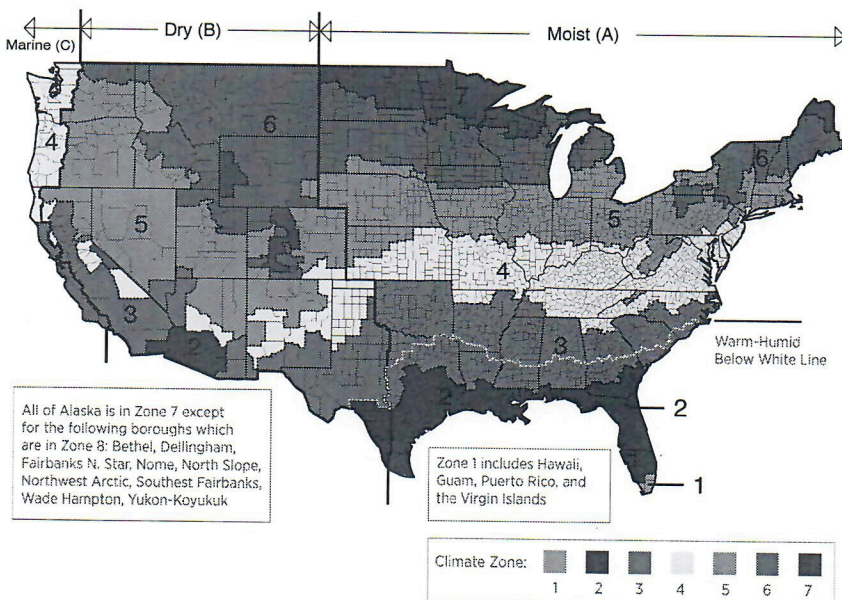 Marine (C)
Dry (B)
Moist (A)
7
6
4
6
5
5
4
3
3
2
2
Warm-Humid
Below White Line
2
1
All of Alaska is in Zone 7 except
for the following boroughs which
are in Zone 8: Bethel, Dellingham,
Fairbanks N. Star, Nome, North Slope,
Northwest Arctic, Southest Fairbanks,
Wade Hampton, Yukon-Koyukuk
Zone 1 includes Hawaii,
Guam, Puerto Rico, and
the Virgin Islands
Climate Zone:
1 2 3 4 5 6 7